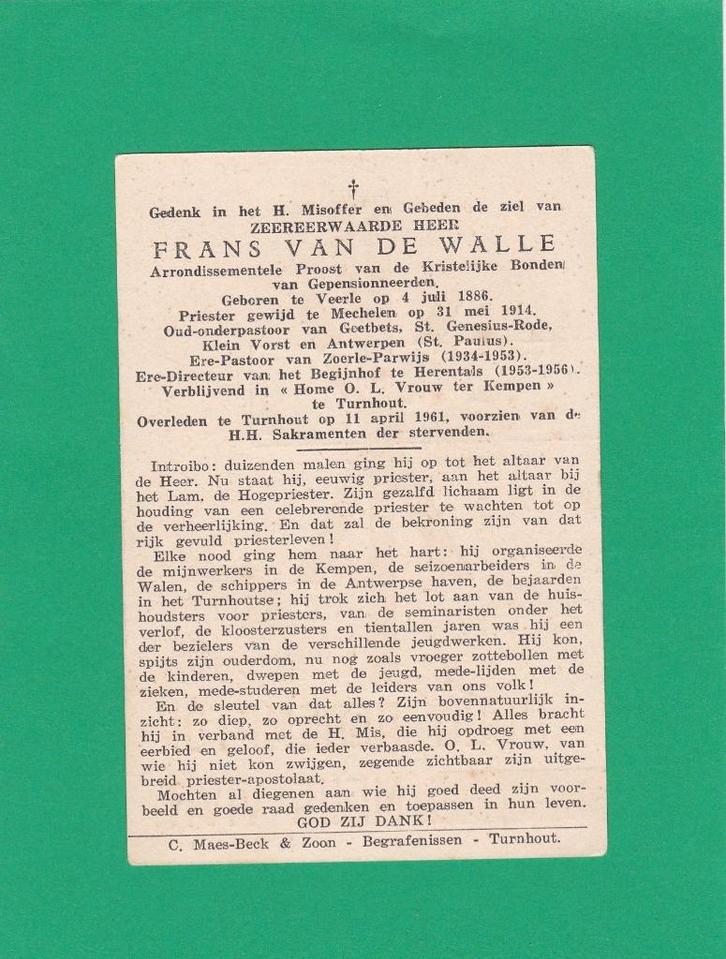 †
Gedenk in het H. Misoffer en Gebeden de ziel van
ZEEREERWAARDE HEER
FRANS VAN DE WALLE
Arrondissementele Proost van de Kristelijke Bonden
van Gepensionneerden.
Geboren te Veerle op 4 juli 1886.
Priester gewijd te Mechelen op 31 mei 1914.
Oud-onderpastoor van Geetbets, St. Genesius-Rode,
Klein Vorst en Antwerpen (St. Paulus).
Ere-Pastoor van Zoerle-Parwijs (1934-1953).
Ere-Directeur van het Begijnhof te Herentals (1953-1956).
Verblijvend in « Home O. L. Vrouw ter Kempen »
te Turnhout.
Overleden te Turnhout op 11 april 1961, voorzien van de
H.H. Sakramenten der stervenden.
Introibo: duizenden malen ging hij op tot het altaar van
de Heer. Nu staat hij, eeuwig priester, aan het altaar bij
het Lam, de Hogepriester. Zijn gezalfd lichaam ligt in de
houding van een celebrerende priester te wachten tot op
de verheerlijking. En dat zal de bekroning zijn van dat
rijk gevuld priesterleven!
Elke nood ging hem naar het hart: hij organiseerde
de mijnwerkers in de Kempen, de seizoenarbeiders in de
Walen, de schippers in de Antwerpse haven, de bejaarden
in het Turnhoutse; hij trok zich het lot aan van de huis-
houdsters voor priesters, van de seminaristen onder het
verlof, de kloosterzusters en tientallen jaren was hij een
der bezielers van de verschillende jeugdwerken. Hij kon,
spijts zijn ouderdom, nu nog zoals vroeger zottebollen met
de kinderen, dwepen met de jeugd, mede-lijden met de
zieken, mede-studeren met de leiders van ons volk!
En de sleutel van dat alles? Zijn bovennatuurlijk in-
zicht: zo diep, zo oprecht en zo eenvoudig! Alles bracht
hij in verband met de H. Mis, die hij opdroeg met een
eerbied en geloof, die ieder verbaasde. O. L. Vrouw, van
wie hij niet kon zwijgen, zegende zichtbaar zijn uitge-
breid priester-apostolaat.
Mochten al diegenen aan wie hij goed deed zijn voor-
beeld en goede raad gedenken en toepassen in hun leven.
GOD ZIJ DANK!
C. Maes-Beck & Zoon - Begrafenissen - Turnhout.